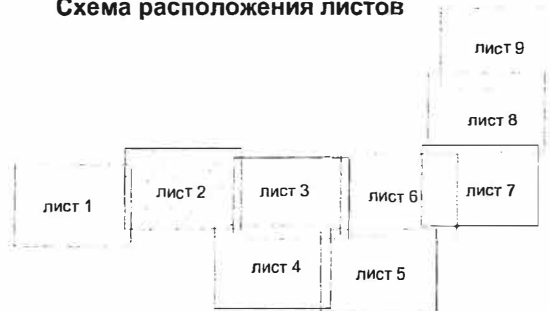 Схема расположения листов
лист 9
лист 8
лист 1
лист 2
лист 3
лист 6
лист 7
лист 4
лист 5